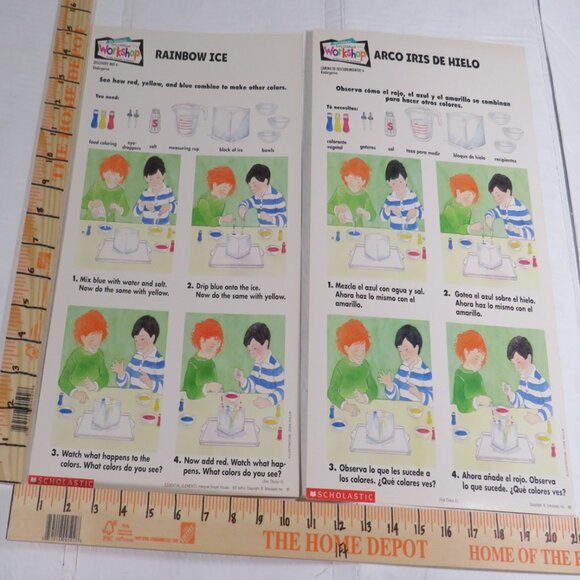 Workshop
RAINBOW ICE
Kindergarten
See how red, yellow, and blue combine to make other colors.
You need:
food coloring
eye-
droppers
salt
measuring cup
block of ice
bowls
1. Mix blue with water and salt.
Now do the same with yellow.
2. Drip blue onto the ice.
Now do the same with yellow.
3. Watch what happens to the
colors. What colors do you see?
4. Now add red. Watch what hap-
pens. What colors do you see?
SCHOLASTIC
Workshop
ARCO IRIS DE HIELO
Kindergarten
Observa cómo el rojo, el azul y el amarillo se combinan
para hacer otros colores.
Tú necesitas:
colorante
vegetal
goteros
sal
taza para medir
bloque de hielo
recipientes
1. Mezcla el azul con agua y sal.
Ahora haz lo mismo con el
amarillo.
2. Gotea el azul sobre el hielo.
Ahora haz lo mismo con el
amarillo.
3. Observa lo que les sucede a
los colores. ¿Qué colores ves?
4. Ahora añade el rojo. Observa
lo que sucede. ¿Qué colores ves?
SCHOLASTIC
THE HOME DEPOT
FSC
THE HOME DEPOT
HOME OF THE